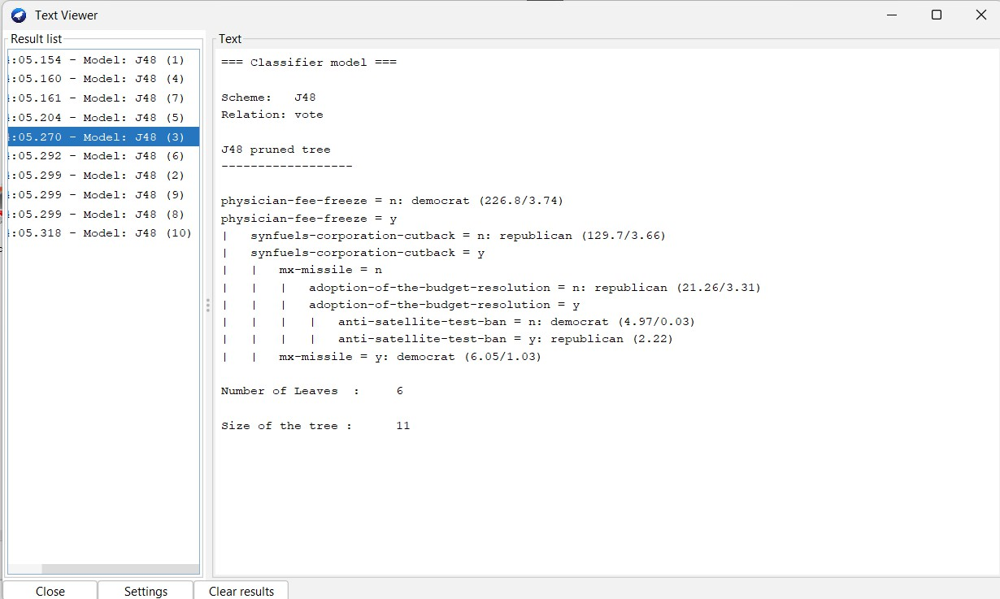 Text Viewer
Result list
:05.154 - Model: J48 (1)
:05.160 - Model: J48 (4)
:05.161 - Model: J48 (7)
:05.204 - Model: J48 (5)
:05.270 - Model: J48 (3)
:05.292 - Model: J48 (6)
:05.299 - Model: J48 (2)
:05.299 - Model: J48 (9)
:05.299 - Model: J48 (8)
:05.318 - Model: J48 (10)
Text
=== Classifier model ===
Scheme:   J48
Relation: vote
J48 pruned tree
------------------
physician-fee-freeze = n: democrat (226.8/3.74)
physician-fee-freeze = y
|   synfuels-corporation-cutback = n: republican (129.7/3.66)
|   synfuels-corporation-cutback = y
|   |   mx-missile = n
|   |   |   adoption-of-the-budget-resolution = n: republican (21.26/3.31)
|   |   |   adoption-of-the-budget-resolution = y
|   |   |   |   anti-satellite-test-ban = n: democrat (4.97/0.03)
|   |   |   |   anti-satellite-test-ban = y: republican (2.22)
|   |   mx-missile = y: democrat (6.05/1.03)
Number of Leaves  :     6
Size of the tree :      11
Close Settings Clear results